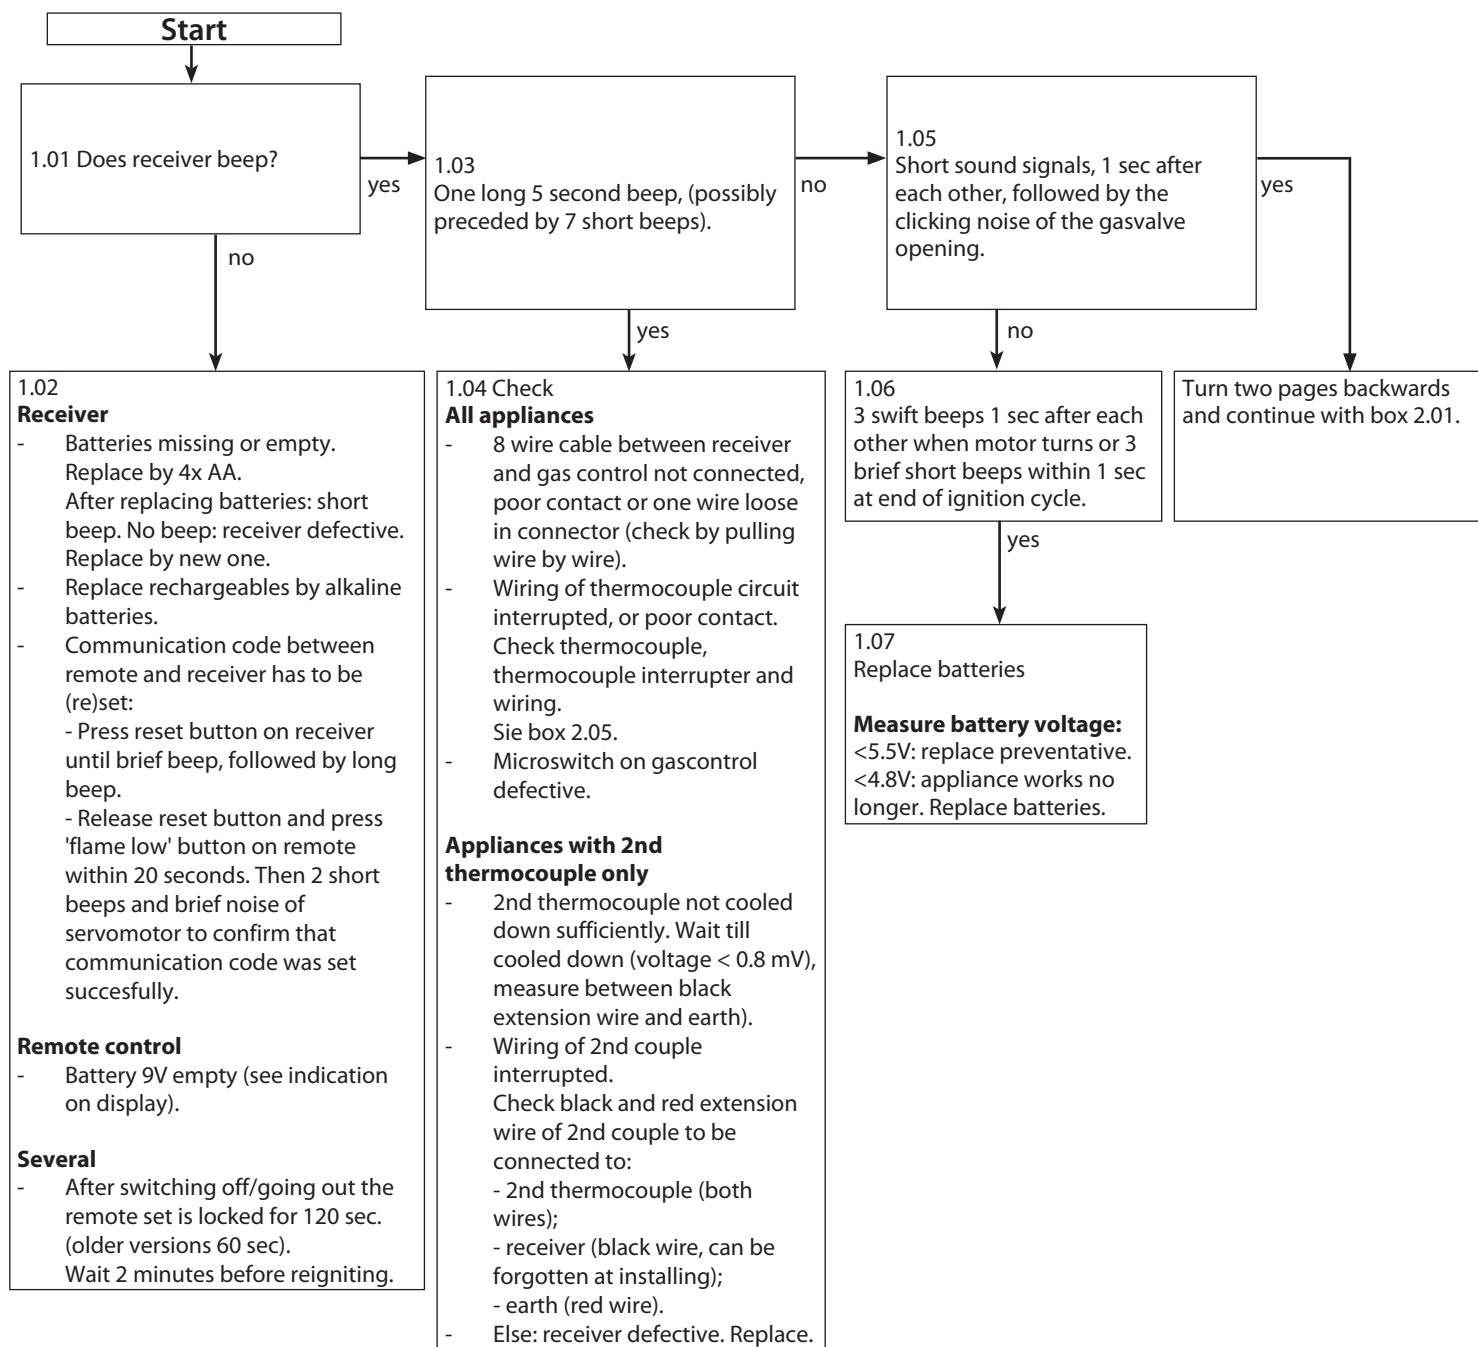 Start
1.01 Does receiver beep?
yes
no
1.03
One long 5 second beep, (possibly
preceded by 7 short beeps).
no
yes
1.05
Short sound signals, 1 sec after
each other, followed by the
clicking noise of the gasvalve
opening.
yes
no
1.02
Receiver
- Batteries missing or empty.
Replace by 4x AA.
After replacing batteries: short
beep. No beep: receiver defective.
Replace by new one.
- Replace rechargeables by alkaline
batteries.
- Communication code between
remote and receiver has to be
(re)set:
- Press reset button on receiver
until brief beep, followed by long
beep.
- Release reset button and press
'flame low' button on remote
within 20 seconds. Then 2 short
beeps and brief noise of
servomotor to confirm that
communication code was set
succesfully.
Remote control
- Battery 9V empty (see indication
on display).
Several
- After switching off/going out the
remote set is locked for 120 sec.
(older versions 60 sec).
Wait 2 minutes before reigniting.
1.04 Check
All appliances
- 8 wire cable between receiver
and gas control not connected,
poor contact or one wire loose
in connector (check by pulling
wire by wire).
- Wiring of thermocouple circuit
interrupted, or poor contact.
Check thermocouple,
thermocouple interrupter and
wiring.
Sie box 2.05.
- Microswitch on gascontrol
defective.
Appliances with 2nd
thermocouple only
- 2nd thermocouple not cooled
down sufficiently. Wait till
cooled down (voltage < 0.8 mV),
measure between black
extension wire and earth).
- Wiring of 2nd couple
interrupted.
Check black and red extension
wire of 2nd couple to be
connected to:
- 2nd thermocouple (both
wires);
- receiver (black wire, can be
forgotten at installing);
- earth (red wire).
- Else: receiver defective. Replace.
1.06
3 swift beeps 1 sec after each
other when motor turns or 3
brief short beeps within 1 sec
at end of ignition cycle.
yes
Turn two pages backwards
and continue with box 2.01.
1.07
Replace batteries
Measure battery voltage:
<5.5V: replace preventative.
<4.8V: appliance works no
longer. Replace batteries.